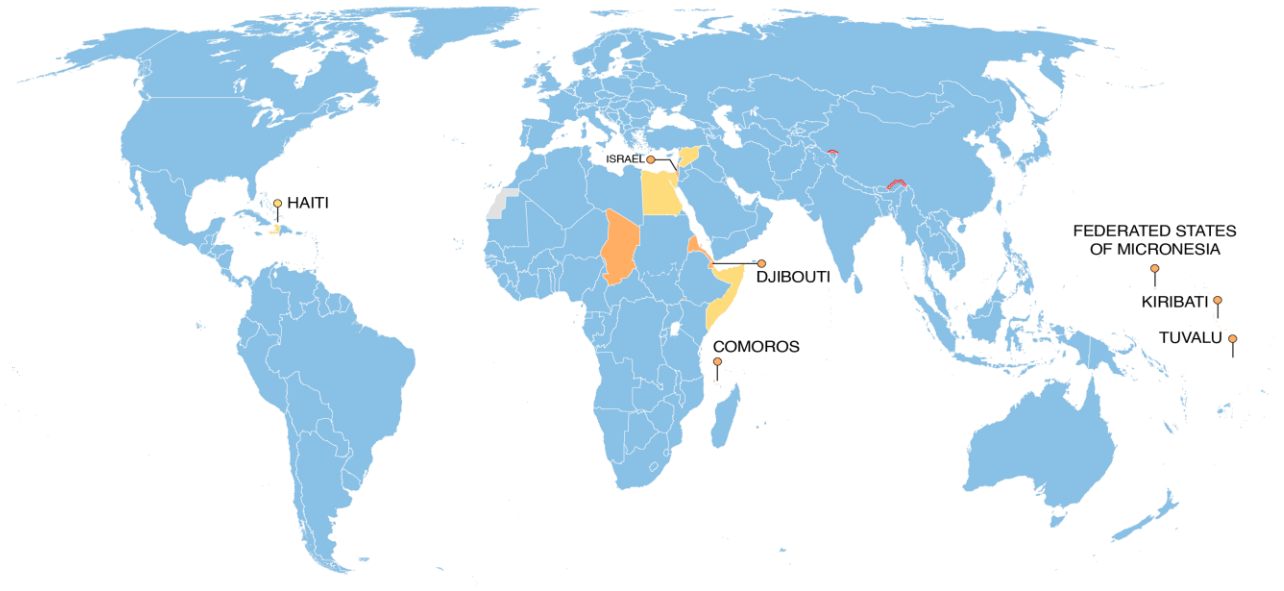 ISRAEL
HAITI
FEDERATED STATES
OF MICRONESIA
DJIBOUTI
KIRIBATI
TUVALU
COMOROS